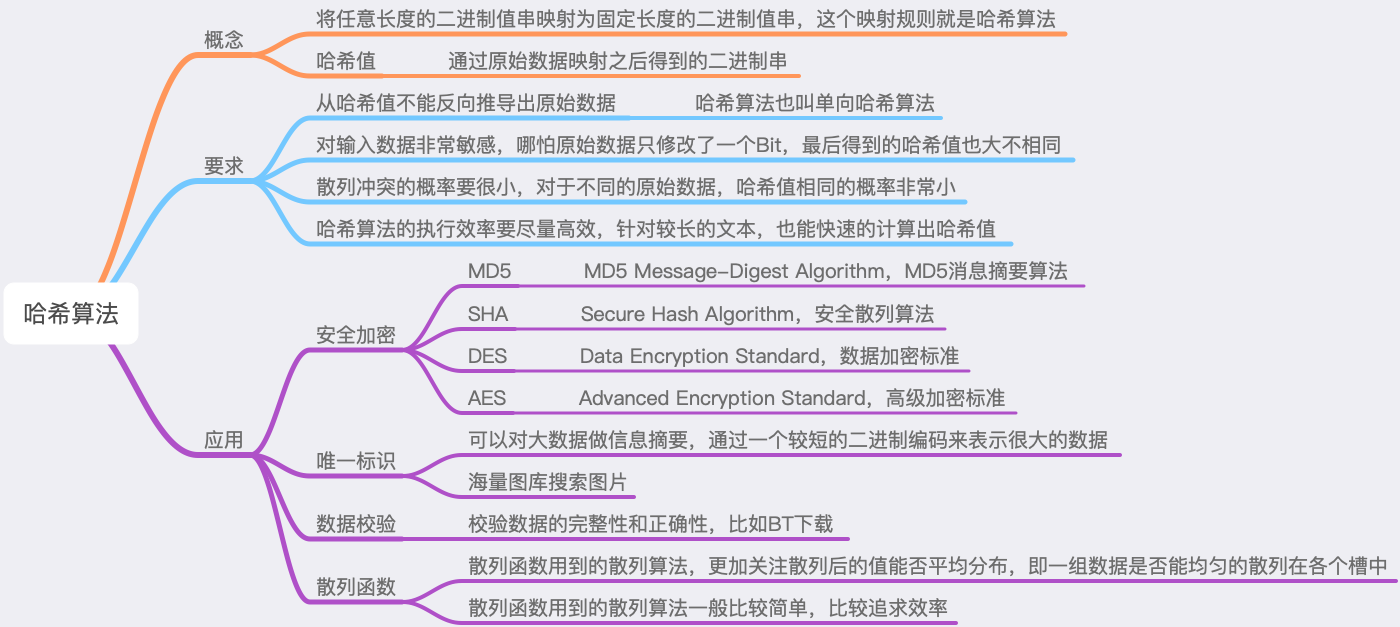 概念
将任意长度的二进制值串映射为固定长度的二进制值串，这个映射规则就是哈希算法
哈希值 通过原始数据映射之后得到的二进制串
要求
从哈希值不能反向推导出原始数据 哈希算法也叫单向哈希算法
对输入数据非常敏感，哪怕原始数据只修改了一个Bit，最后得到的哈希值也大不相同
散列冲突的概率要很小，对于不同的原始数据，哈希值相同的概率非常小
哈希算法的执行效率要尽量高效，针对较长的文本，也能快速的计算出哈希值
哈希算法
应用
安全加密
MD5 MD5 Message-Digest Algorithm，MD5消息摘要算法
SHA Secure Hash Algorithm，安全散列算法
DES Data Encryption Standard，数据加密标准
AES Advanced Encryption Standard，高级加密标准
唯一标识
可以对大数据做信息摘要，通过一个较短的二进制编码来表示很大的数据
海量图库搜索图片
数据校验 校验数据的完整性和正确性，比如BT下载
散列函数
散列函数用到的散列算法，更加关注散列后的值能否平均分布，即一组数据是否能均匀的散列在各个槽中
散列函数用到的散列算法一般比较简单，比较追求效率